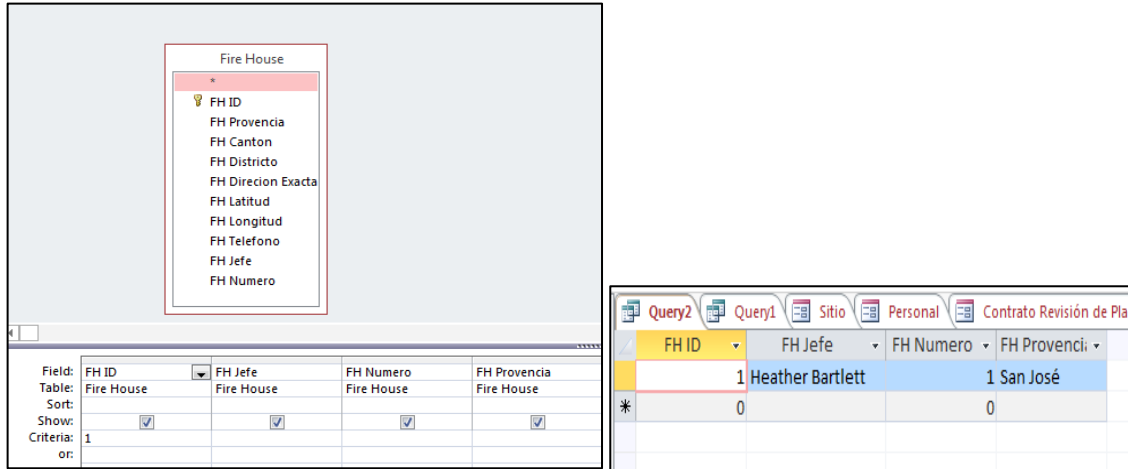 Fire House
*
FH ID
FH Provencia
FH Canton
FH Districto
FH Direcion Exacta
FH Latitud
FH Longitud
FH Telefono
FH Jefe
FH Numero
Field: FH ID FH Jefe FH Numero FH Provencia
Table: Fire House Fire House Fire House Fire House
Sort:
Show:
Criteria: 1
or:
Query2 Query1 Sitio Personal Contrato Revisión de Pla
FH ID FH Jefe FH Numero FH Provenci
1 Heather Bartlett 1 San José
* 0 0